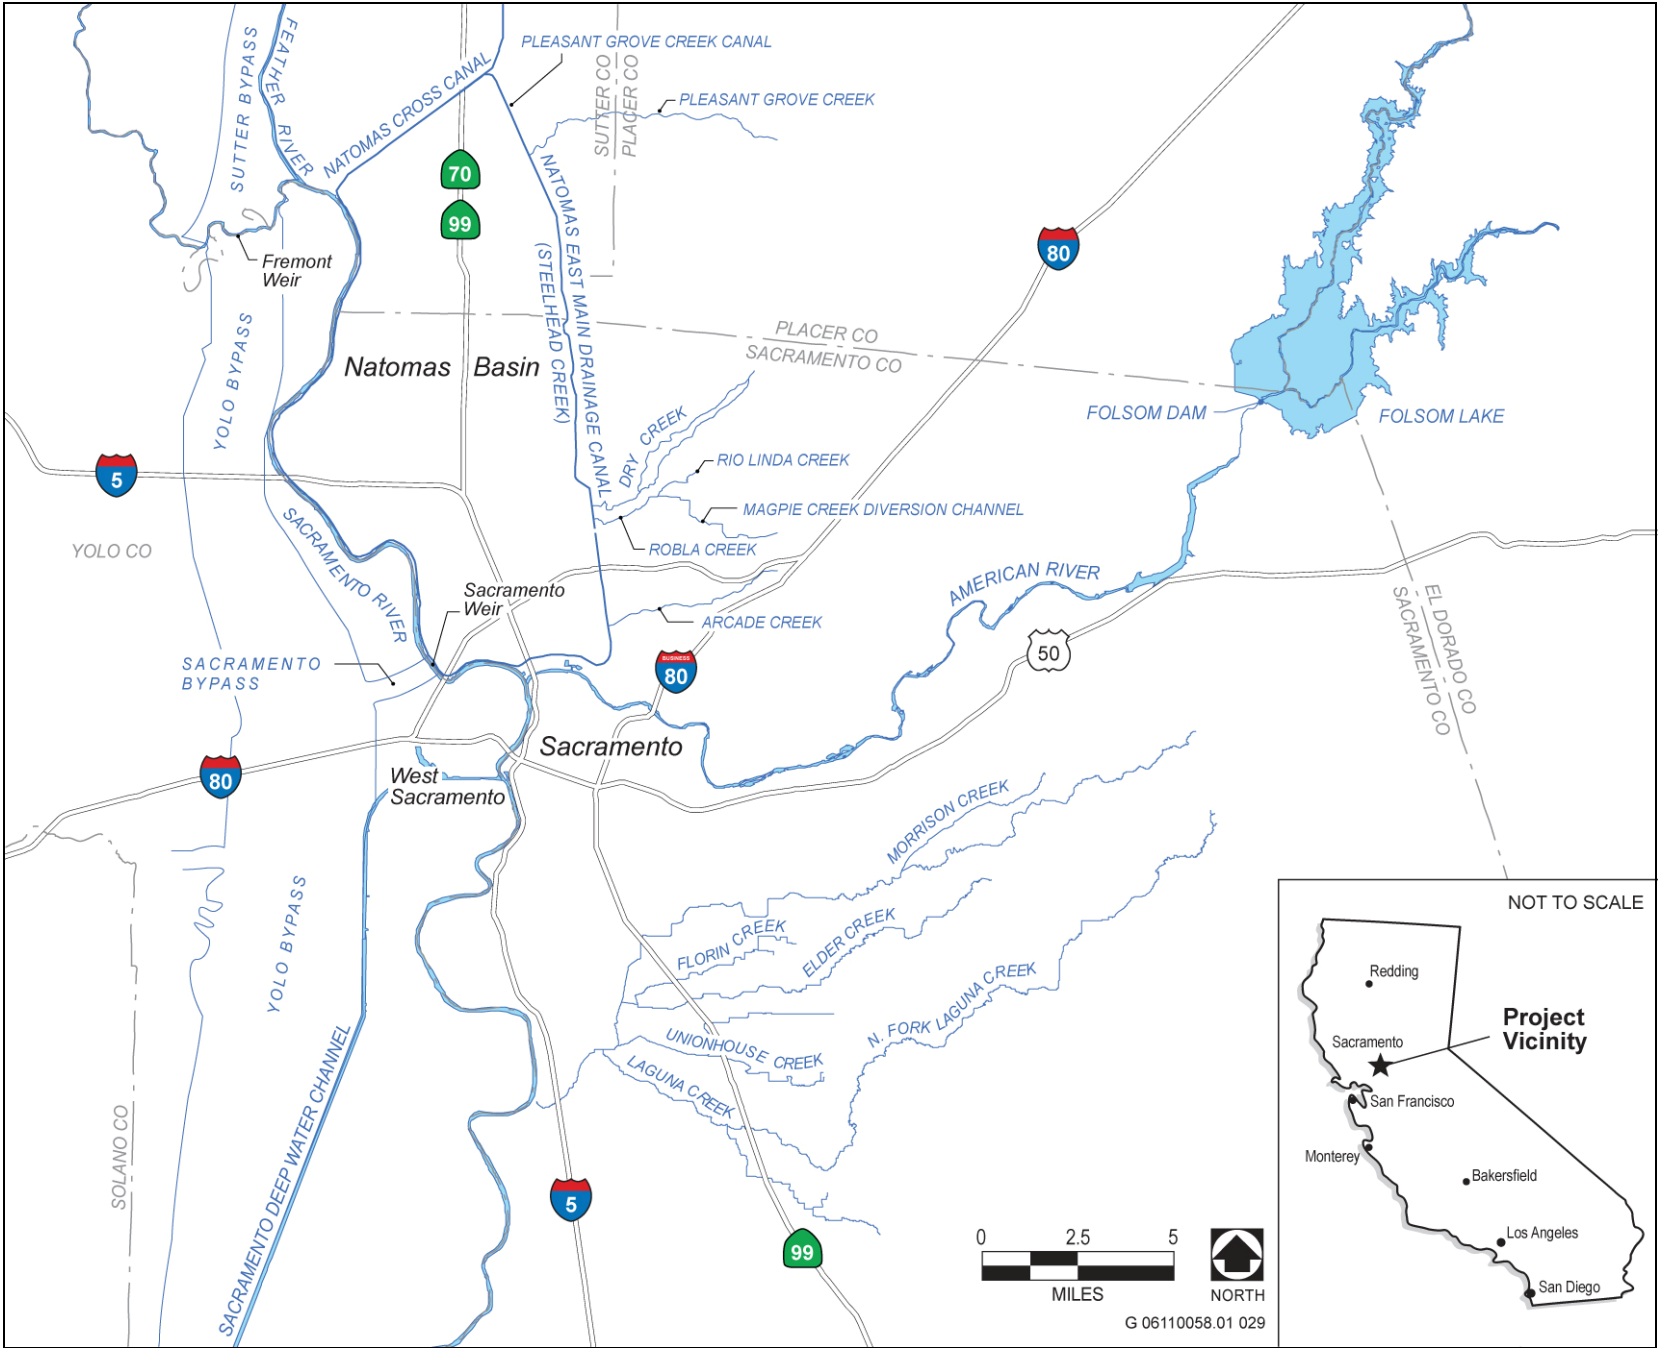 PLEASANT GROVE CREEK CANAL
SUTTER BYPASS
FEATHER RIVER
NATOMAS CROSS CANAL
SUTTER CO
PLACER CO
PLEASANT GROVE CREEK
70
99
NATOMAS EAST MAIN DRAINAGE CANAL
(STEELHEAD CREEK)
80
Fremont
Weir
YOLO BYPASS
PLACER CO
SACRAMENTO CO
Natomas Basin
FOLSOM DAM
FOLSOM LAKE
DRY CREEK
RIO LINDA CREEK
5
MAGPIE CREEK DIVERSION CHANNEL
ROBLA CREEK
YOLO CO
SACRAMENTO RIVER
Sacramento
Weir
AMERICAN RIVER
ARCADE CREEK
EL DORADO CO
SACRAMENTO CO
SACRAMENTO
BYPASS
BUSINESS
80
50
Sacramento
80
West
Sacramento
MORRISON CREEK
YOLO BYPASS
FLORIN CREEK
ELDER CREEK
N. FORK LAGUNA CREEK
UNIONHOUSE CREEK
LAGUNA CREEK
SOLANO CO
SACRAMENTO DEEP WATER CHANNEL
5
99
0 2.5 5
MILES
NORTH
G 06110058.01 029
NOT TO SCALE
Redding
Project
Vicinity
Sacramento
San Francisco
Monterey
Bakersfield
Los Angeles
San Diego